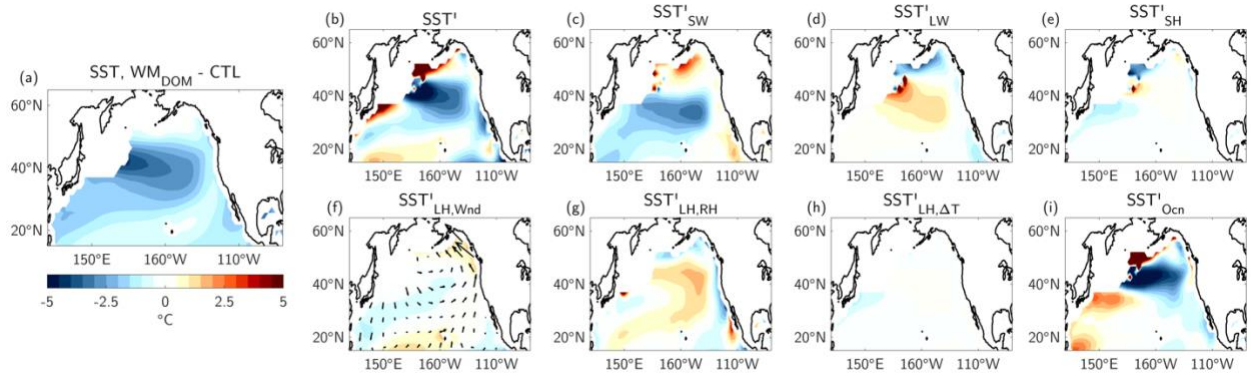 (a)
SST, WM_DOM - CTL
60°N
40°N
20°N
150°E 160°W 110°W
-5 -2.5 0 2.5 5
°C
(b) SST'
60°N
40°N
20°N
150°E 160°W 110°W
(c) SST'_SW
60°N
40°N
20°N
150°E 160°W 110°W
(d) SST'_LW
60°N
40°N
20°N
150°E 160°W 110°W
(e) SST'_SH
60°N
40°N
20°N
150°E 160°W 110°W
(f) SST'_LH,Wnd
60°N
40°N
20°N
150°E 160°W 110°W
(g) SST'_LH,RH
60°N
40°N
20°N
150°E 160°W 110°W
(h) SST'_LH,ΔT
60°N
40°N
20°N
150°E 160°W 110°W
(i) SST'_Ocn
60°N
40°N
20°N
150°E 160°W 110°W